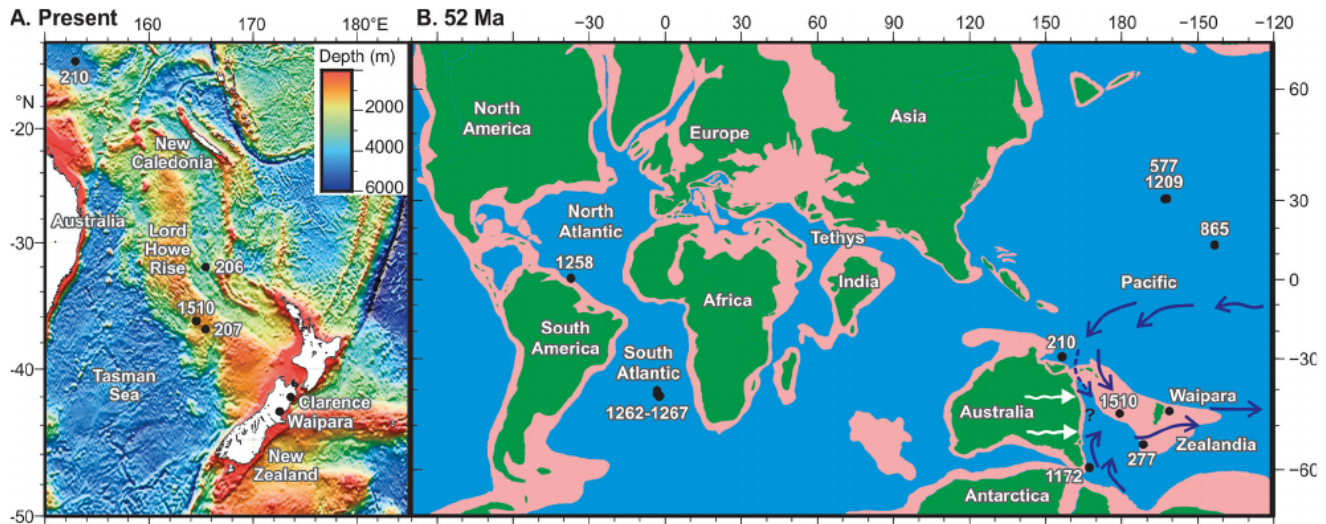 A. Present
160
170
180°E
Depth (m)
2000
4000
6000
°N
-20
-30
-40
-50
210
New
Caledonia
Australia
Lord
Howe
Rise
206
1510
207
Tasman
Sea
Clarence
Waipara
New
Zealand
B. 52 Ma
-30
0
30
60
90
120
150
180
-150
-120
60
30
0
-30
-60
North
America
Europe
Asia
577
1209
North
Atlantic
Tethys
865
1258
India
Pacific
Africa
South
America
South
Atlantic
210
1262-1267
1510
Waipara
Australia
?
Zealandia
277
1172
Antarctica